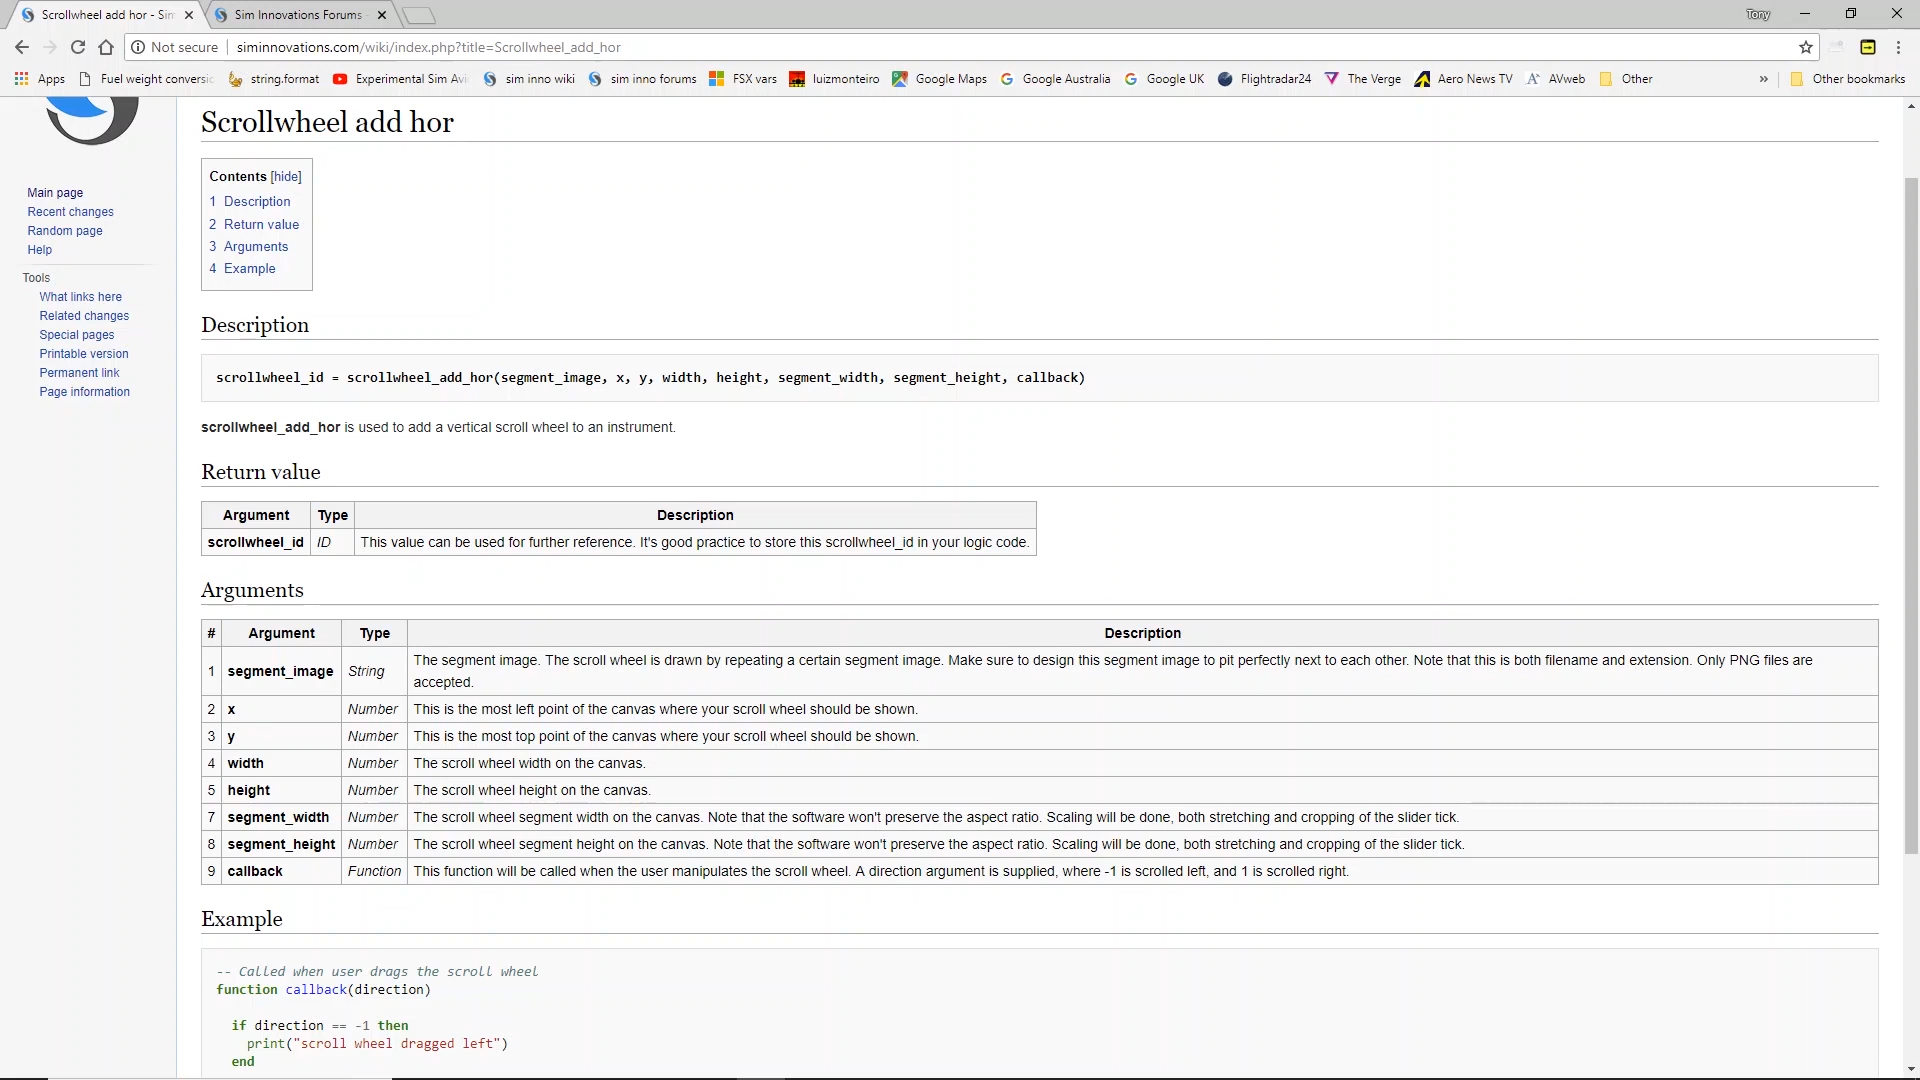 Scrollwheel add hor - Sim
Sim Innovations Forums
Tony
Not secure
siminnovations.com/wiki/index.php?title=Scrollwheel_add_hor
Apps
Fuel weight conversic
string.format
Experimental Sim Avi
sim inno wiki
sim inno forums
FSX vars
luizmonteiro
Google Maps
Google Australia
Google UK
Flightradar24
The Verge
Aero News TV
AVweb
Other
»
Other bookmarks
Scrollwheel add hor
Contents [hide]
1 Description
2 Return value
3 Arguments
4 Example
Main page
Recent changes
Random page
Help
Tools
What links here
Related changes
Special pages
Printable version
Permanent link
Page information
Description
scrollwheel_id = scrollwheel_add_hor(segment_image, x, y, width, height, segment_width, segment_height, callback)
scrollwheel_add_hor is used to add a vertical scroll wheel to an instrument.
Return value
Argument Type Description
scrollwheel_id ID This value can be used for further reference. It's good practice to store this scrollwheel_id in your logic code.
Arguments
# Argument Type Description
1 segment_image String The segment image. The scroll wheel is drawn by repeating a certain segment image. Make sure to design this segment image to pit perfectly next to each other. Note that this is both filename and extension. Only PNG files are
accepted.
2 x Number This is the most left point of the canvas where your scroll wheel should be shown.
3 y Number This is the most top point of the canvas where your scroll wheel should be shown.
4 width Number The scroll wheel width on the canvas.
5 height Number The scroll wheel height on the canvas.
7 segment_width Number The scroll wheel segment width on the canvas. Note that the software won't preserve the aspect ratio. Scaling will be done, both stretching and cropping of the slider tick.
8 segment_height Number The scroll wheel segment height on the canvas. Note that the software won't preserve the aspect ratio. Scaling will be done, both stretching and cropping of the slider tick.
9 callback Function This function will be called when the user manipulates the scroll wheel. A direction argument is supplied, where -1 is scrolled left, and 1 is scrolled right.
Example
-- Called when user drags the scroll wheel
function callback(direction)
if direction == -1 then
print("scroll wheel dragged left")
end